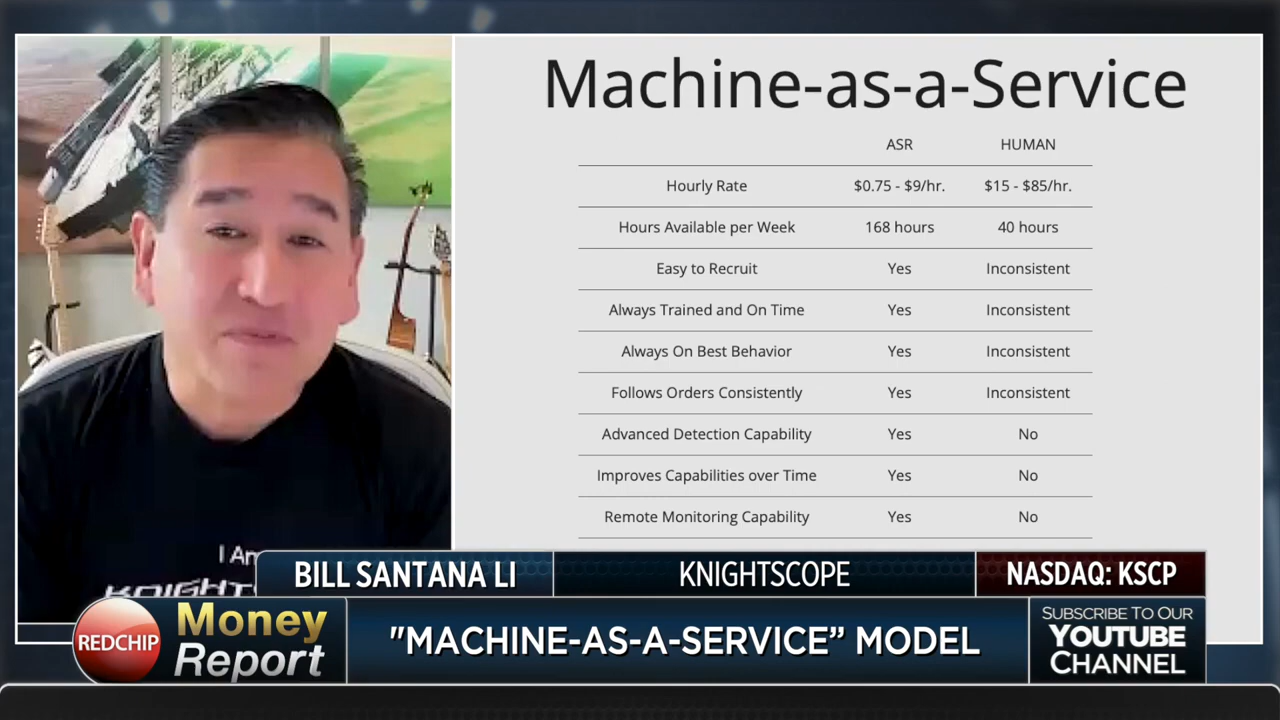 Machine-as-a-Service
ASR HUMAN
Hourly Rate $0.75 - $9/hr. $15 - $85/hr.
Hours Available per Week 168 hours 40 hours
Easy to Recruit Yes Inconsistent
Always Trained and On Time Yes Inconsistent
Always On Best Behavior Yes Inconsistent
Follows Orders Consistently Yes Inconsistent
Advanced Detection Capability Yes No
Improves Capabilities over Time Yes No
Remote Monitoring Capability Yes No
I Am
BILL SANTANA LI KNIGHTSCOPE NASDAQ: KSCP
REDCHIP Money Report
"MACHINE-AS-A-SERVICE” MODEL
SUBSCRIBE TO OUR
YOUTUBE
CHANNEL